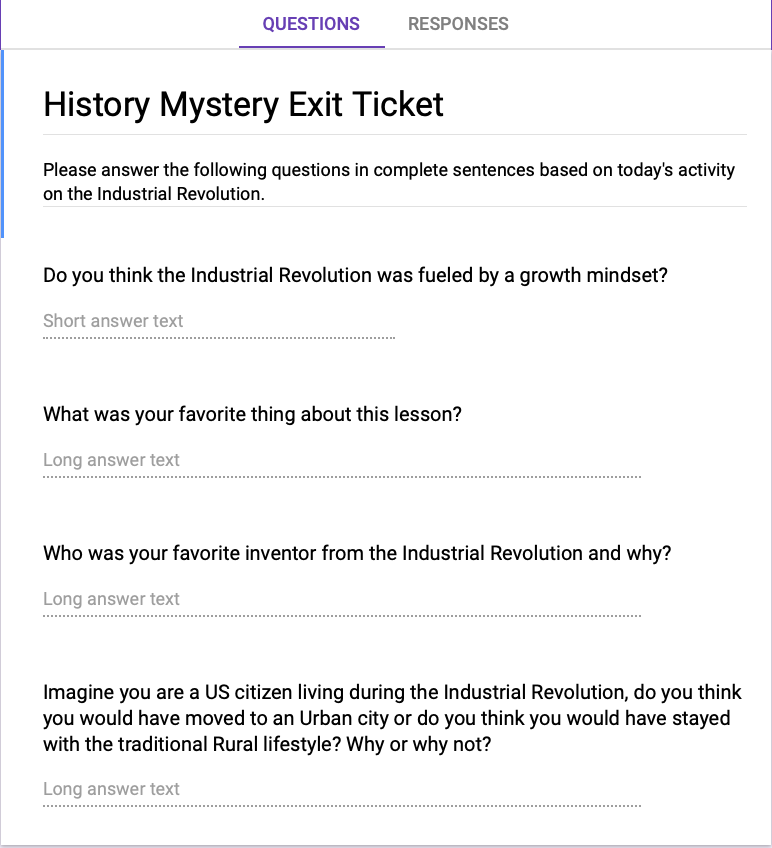 QUESTIONS RESPONSES
History Mystery Exit Ticket
Please answer the following questions in complete sentences based on today's activity
on the Industrial Revolution.
Do you think the Industrial Revolution was fueled by a growth mindset?
Short answer text
What was your favorite thing about this lesson?
Long answer text
Who was your favorite inventor from the Industrial Revolution and why?
Long answer text
Imagine you are a US citizen living during the Industrial Revolution, do you think
you would have moved to an Urban city or do you think you would have stayed
with the traditional Rural lifestyle? Why or why not?
Long answer text